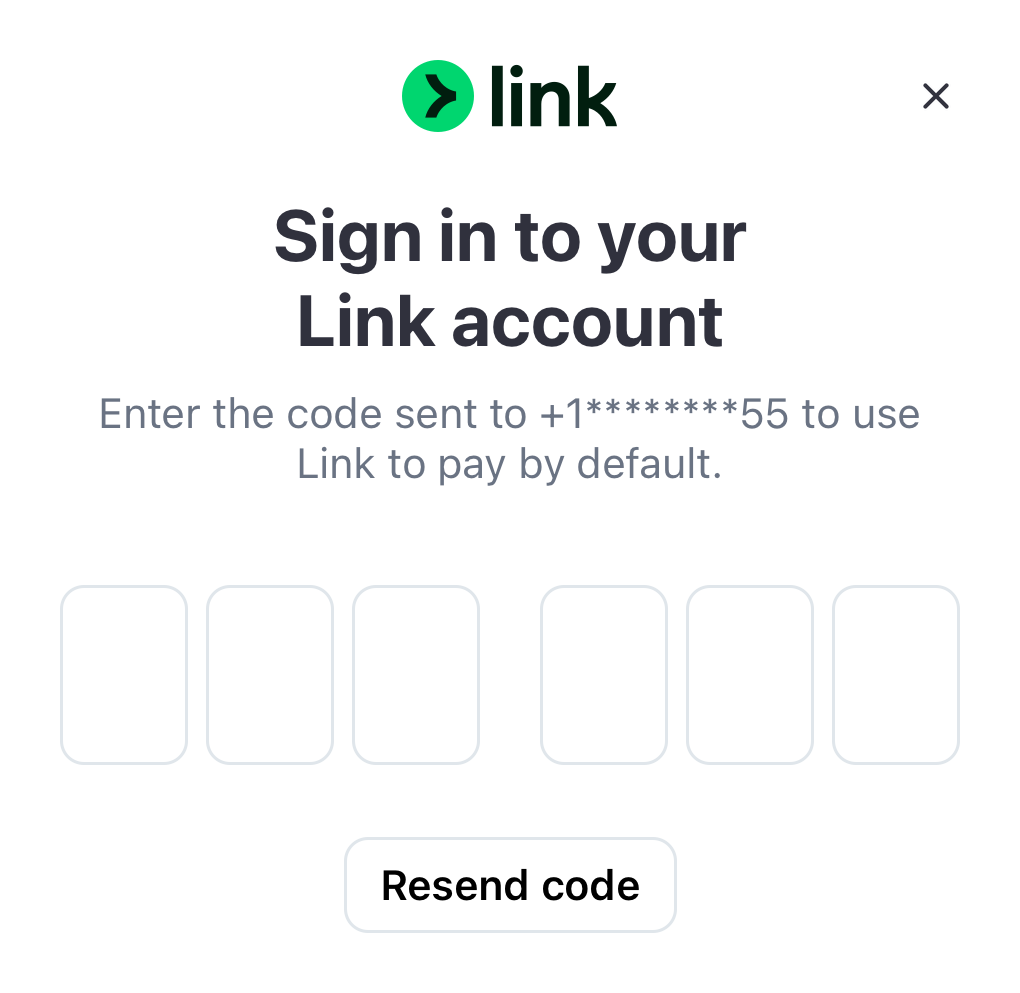 link
Sign in to your
Link account
Enter the code sent to +1********55 to use
Link to pay by default.
Resend code